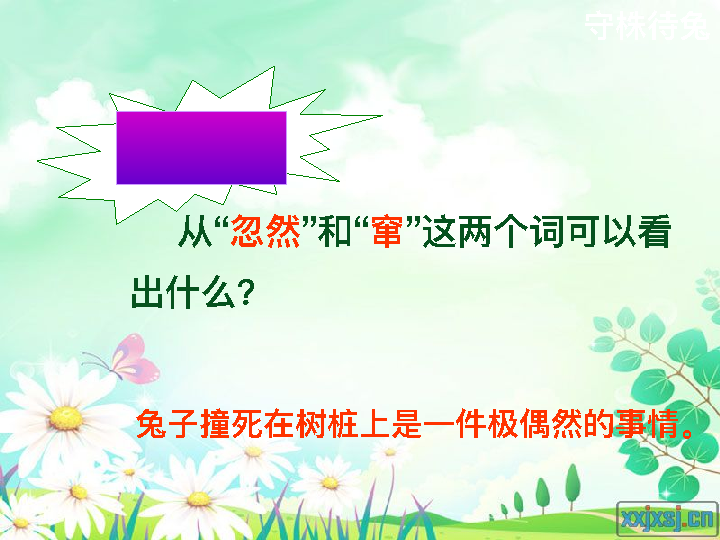 守株待兔
从“忽然”和“窜”这两个词可以看
出什么?
兔子撞死在树桩上是一件极偶然的事情。
xxjxsj.cn